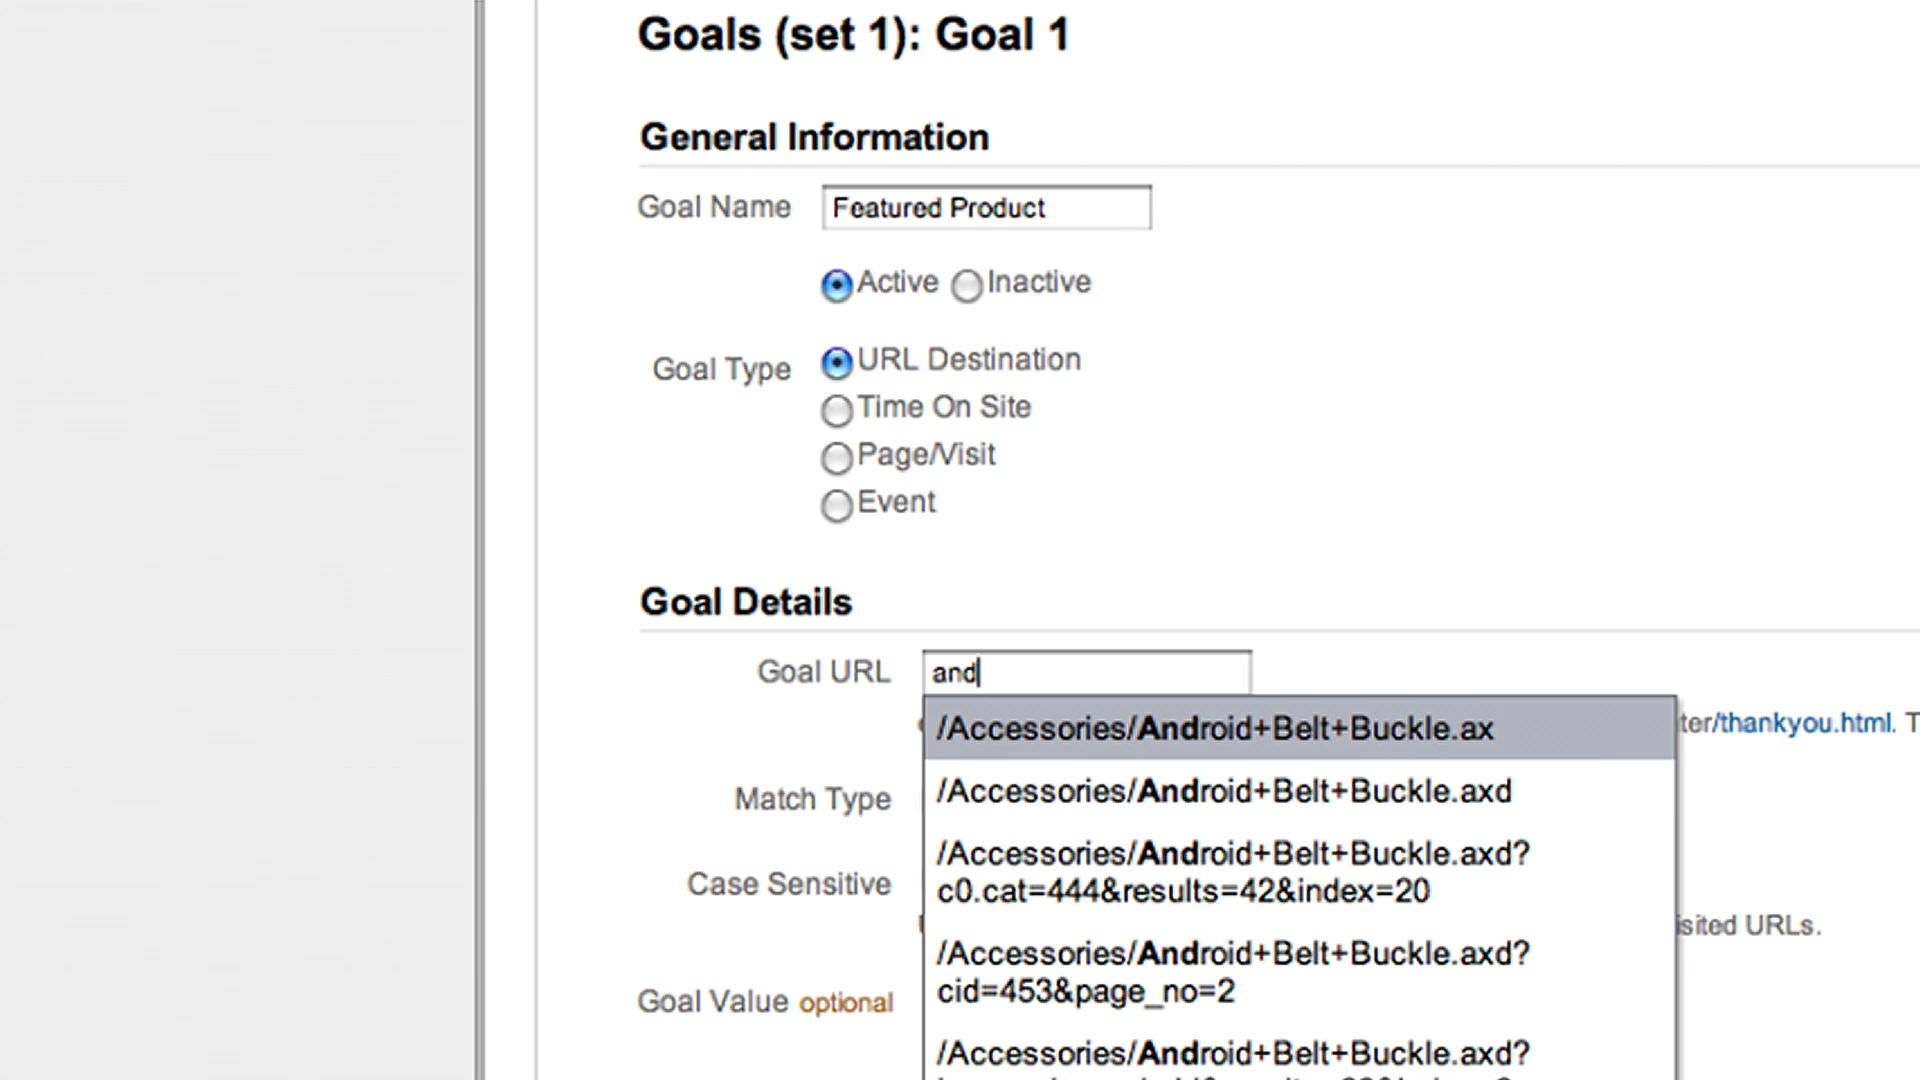 Goals (set 1): Goal 1
General Information
Goal Name Featured Product
Active Inactive
Goal Type URL Destination
Time On Site
Page/Visit
Event
Goal Details
Goal URL and
/Accessories/Android+Belt+Buckle.ax
/thankyou.html. T
/Accessories/Android+Belt+Buckle.axd
Match Type
/Accessories/Android+Belt+Buckle.axd?
c0.cat=444&results=42&index=20
Case Sensitive
isited URLs.
/Accessories/Android+Belt+Buckle.axd?
cid=453&page_no=2
Goal Value optional
/Accessories/Android+Belt+Buckle.axd?